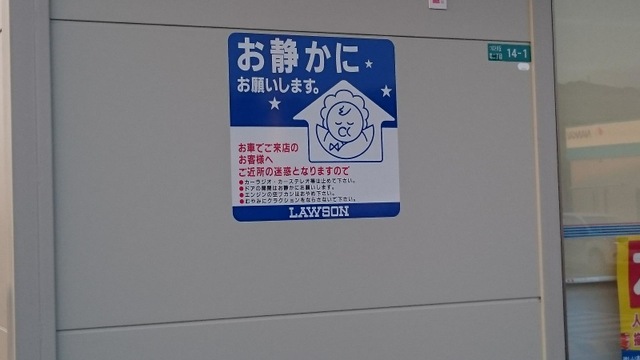 お静かに
お願いします。
お車でご来店の
お客様へ
ご近所の迷惑となりますので
●カーラジオ・カーステレオ等は止めて下さい。
●ドアの開閉はお静かにお願いします。
●エンジンの空ブカシはおやめ下さい。
●むやみにクラクションをならさないで下さい。
LAWSON
14-1